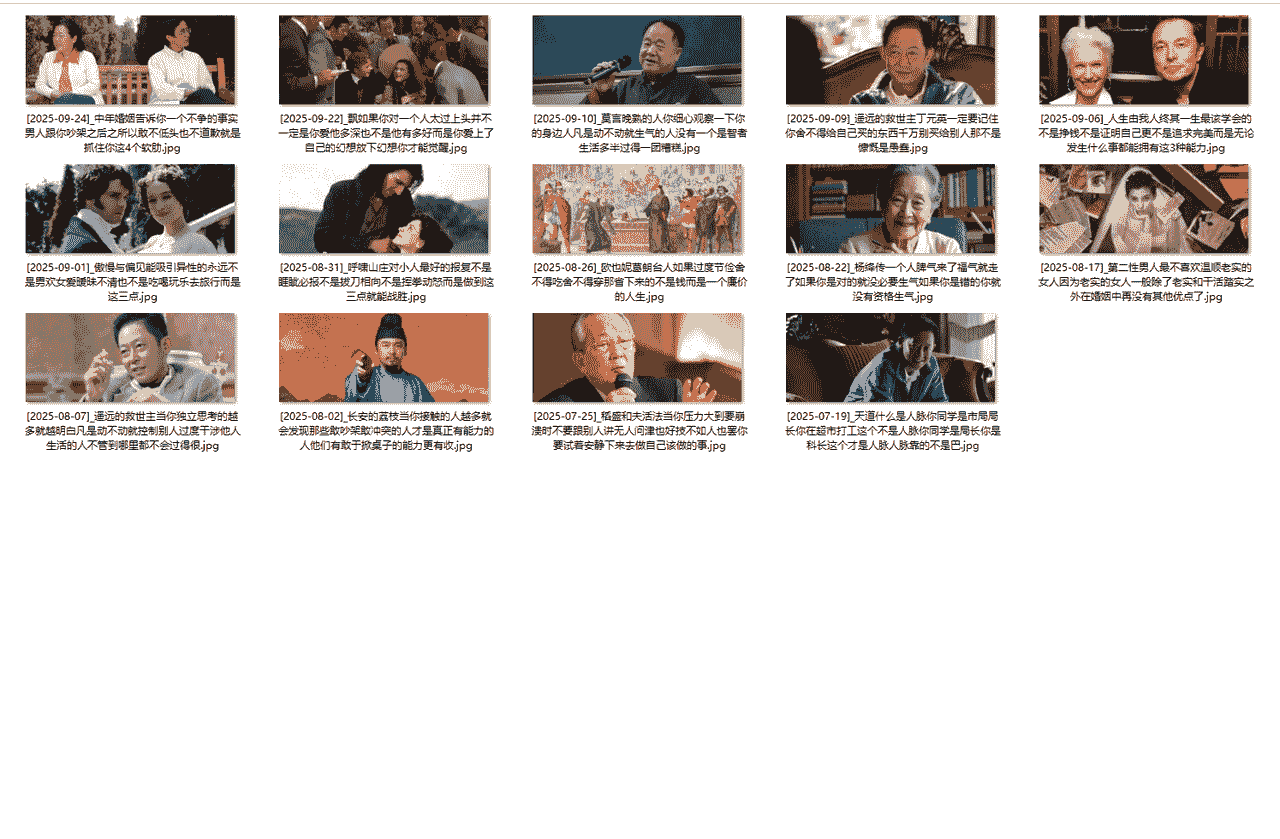 [2025-09-24]_中年婚姻告诉你一个不争的事实
男人跟你吵架之后之所以敢不低头也不道歉就是
抓住你这4个软肋.jpg
[2025-09-22]_飘如果你对一个人太过上头并不
一定是你爱他多深也不是他有多好而是你爱上了
自己的幻想放下幻想你才能觉醒.jpg
[2025-09-10]_莫言晚熟的人你细心观察一下你
的身边人凡是动不动就生气的人没有一个是智者
生活多半过得一团糟糕.jpg
[2025-09-09]_遥远的救世主丁元英一定要记住
你舍不得给自己买的东西千万别买给别人那不是
慷慨是愚蠢.jpg
[2025-09-06]_人生由我人终其一生最该学会的
不是挣钱不是证明自己更不是追求完美而是无论
发生什么事都能拥有这3种能力.jpg
[2025-09-01]_傲慢与偏见能吸引异性的永远不
是男欢女爱暧昧不清也不是吃喝玩乐去旅行而是
这三点.jpg
[2025-08-31]_呼啸山庄对小人最好的报复不是
睚眦必报不是拔刀相向不是挥拳动怒而是做到这
三点就能战胜.jpg
[2025-08-26]_欧也妮葛朗台人如果过度节俭舍
不得吃舍不得穿那省下来的不是钱而是一个廉价
的人生.jpg
[2025-08-22]_杨绛传一个人脾气来了福气就走
了如果你是对的就没必要生气如果你是错的你就
没有资格生气.jpg
[2025-08-17]_第二性男人最不喜欢温顺老实的
女人因为老实的女人一般除了老实和干活踏实之
外在婚姻中再没有其他优点了.jpg
[2025-08-07]_遥远的救世主当你独立思考的越
多就越明白凡是动不动就控制别人过度干涉他人
生活的人不管到哪里都不会过得很.jpg
[2025-08-02]_长安的荔枝当你接触的人越多就
会发现那些敢吵架敢冲突的人才是真正有能力的
人他们有敢于掀桌子的能力更有收.jpg
[2025-07-25]_稻盛和夫活法当你压力大到要崩
溃时不要跟别人讲无人问津也好技不如人也罢你
要试着安静下来去做自己该做的事.jpg
[2025-07-19]_天道什么是人脉你同学是市局局
长你在超市打工这个不是人脉你同学是局长你是
科长这个才是人脉人脉靠的不是巴.jpg